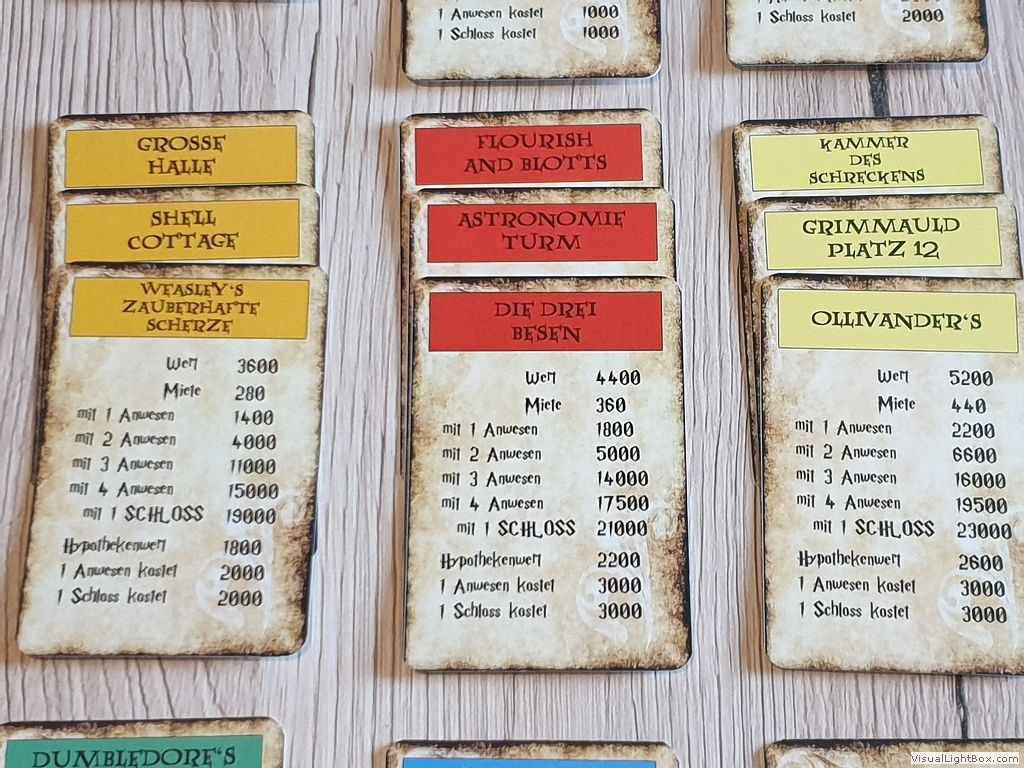 1 Anwesen kostet 1000
1 Schloss kostet 1000
1 Schloss kostet 2000
GROSSE
HALLE
SHELL
COTTAGE
WEASLEY'S
ZAUBERHAFTE
SCHERZE
Wert 3600
Miete 280
mit 1 Anwesen 1400
mit 2 Anwesen 4000
mit 3 Anwesen 11000
mit 4 Anwesen 15000
mit 1 SCHLOSS 19000
Hypothekenwert 1800
1 Anwesen kostet 2000
1 Schloss kostet 2000
FLOURISH
AND BLOTTS
ASTRONOMIE
TURM
DIE DREI
BESEN
Wert 4400
Miete 360
mit 1 Anwesen 1800
mit 2 Anwesen 5000
mit 3 Anwesen 14000
mit 4 Anwesen 17500
mit 1 SCHLOSS 21000
Hypothekenwert 2200
1 Anwesen kostet 3000
1 Schloss kostet 3000
KAMMER
DES
SCHRECKENS
GRIMMAULD
PLATZ 12
OLLIVANDER'S
Wert 5200
Miete 440
mit 1 Anwesen 2200
mit 2 Anwesen 6600
mit 3 Anwesen 16000
mit 4 Anwesen 19500
mit 1 SCHLOSS 23000
Hypothekenwert 2600
1 Anwesen kostet 3000
1 Schloss kostet 3000
DUMBLEDORE'S
VisualLightBox.com